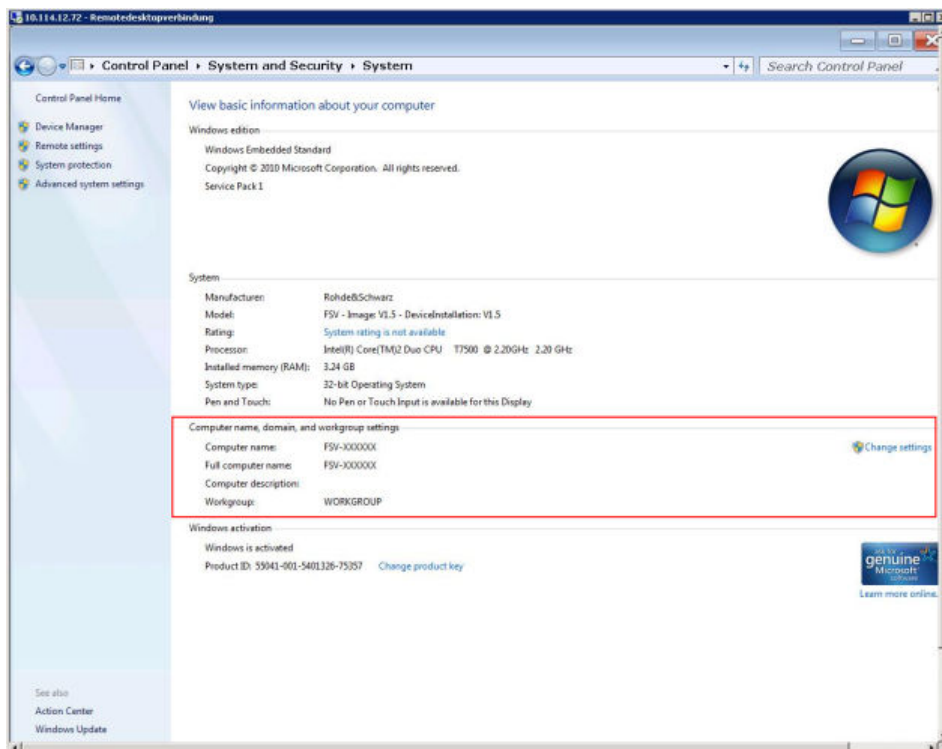 10.114.12.72 - Remotedesktopverbindung
Control Panel System and Security System
Search Control Panel
Control Panel Home
Device Manager
Remote settings
System protection
Advanced system settings
View basic information about your computer
Windows edition
Windows Embedded Standard
Copyright © 2010 Microsoft Corporation. All rights reserved.
Service Pack 1
System
Manufacturer: Rohde&Schwarz
Model: FSV - Image: V1.5 - DeviceInstallation: V1.5
Rating: System rating is not available
Processor: Intel(R) Core(TM)2 Duo CPU T7500 @ 2.20GHz 2.20 GHz
Installed memory (RAM): 3.24 GB
System type: 32-bit Operating System
Pen and Touch: No Pen or Touch Input is available for this Display
Computer name, domain, and workgroup settings
Computer name: FSV-XXXXXX
Change settings
Full computer name: FSV-XXXXXX
Computer description:
Workgroup: WORKGROUP
Windows activation
Windows is activated
Product ID: 55041-001-5401326-75357 Change product key
ask for
genuine
Microsoft
software
Learn more online.
See also
Action Center
Windows Update